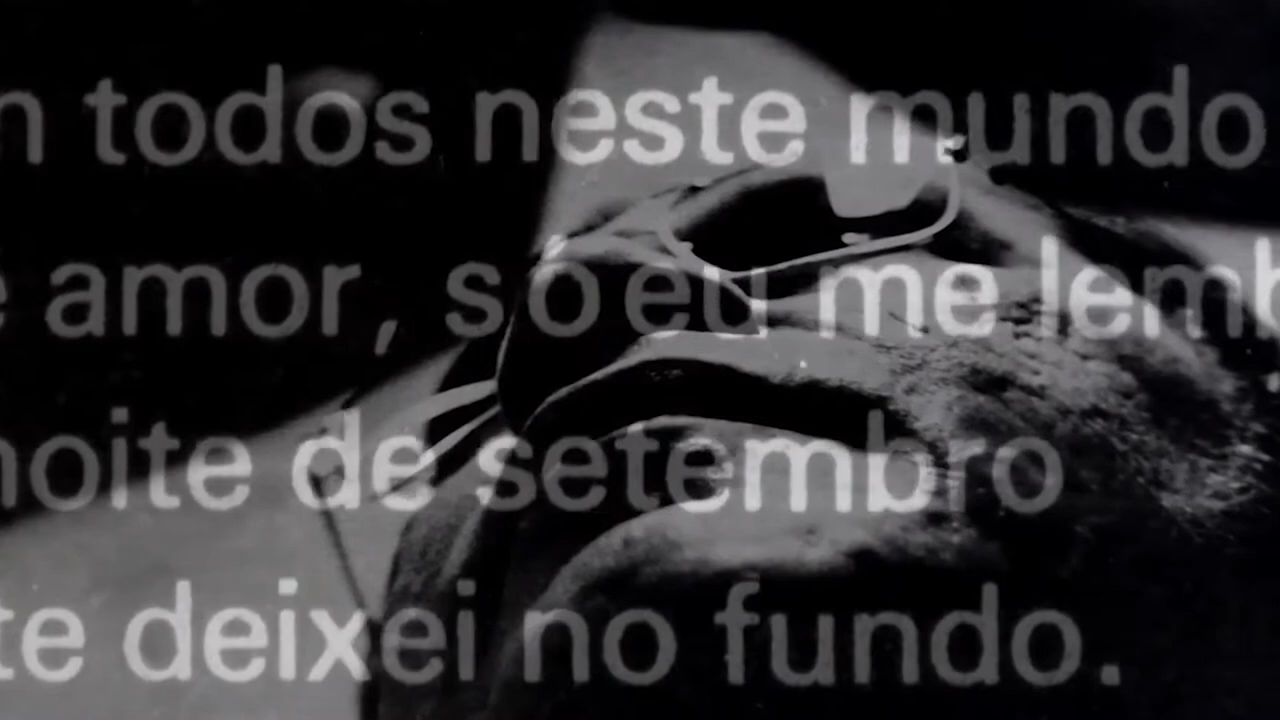 n todos neste mundo
e amor, só eu me lemb
noite de setembro
te deixei no fundo.